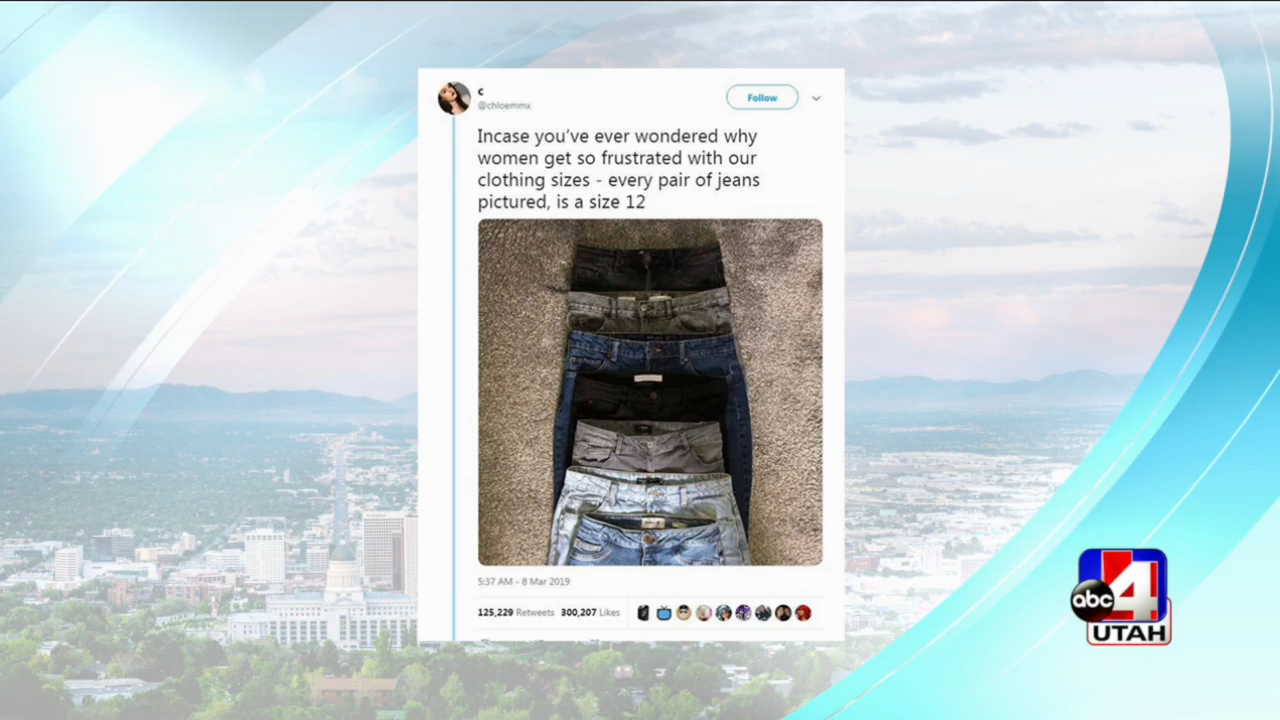 c
@chloemmx
Follow
Incase you've ever wondered why
women get so frustrated with our
clothing sizes - every pair of jeans
pictured, is a size 12
5:37 AM - 8 Mar 2019
125,229 Retweets 300,207 Likes
abc
4
UTAH